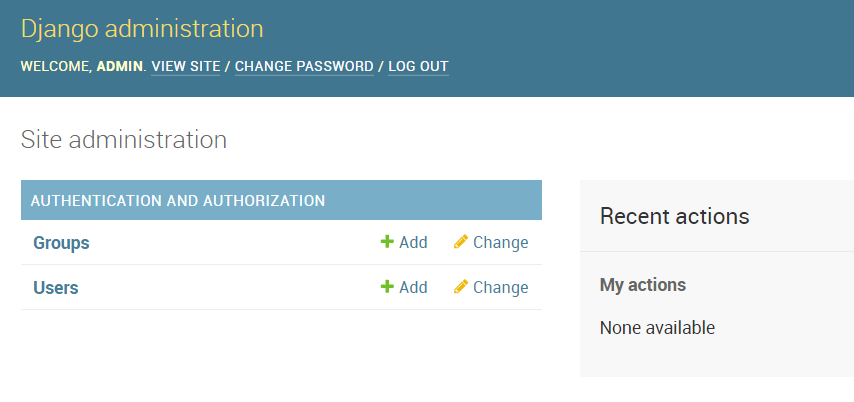 Django administration
WELCOME, ADMIN. VIEW SITE / CHANGE PASSWORD / LOG OUT
Site administration
AUTHENTICATION AND AUTHORIZATION
Groups Add Change
Users Add Change
Recent actions
My actions
None available